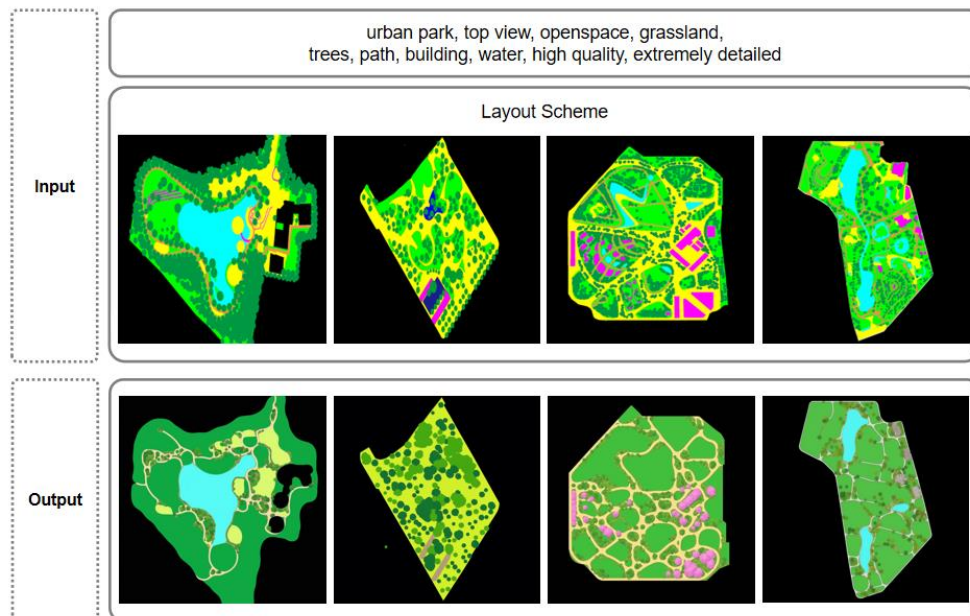 urban park, top view, openspace, grassland,
trees, path, building, water, high quality, extremely detailed
Layout Scheme
Input
Output